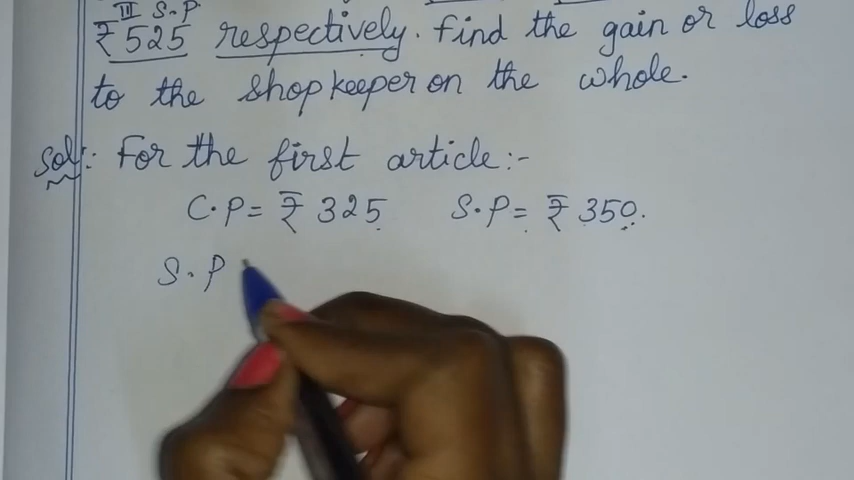 III S.P
₹ 525 respectively. Find the gain or loss
to the shopkeeper on the whole.
Sol: For the first article:-
C.P = ₹ 325 S.P = ₹ 350.
S.P